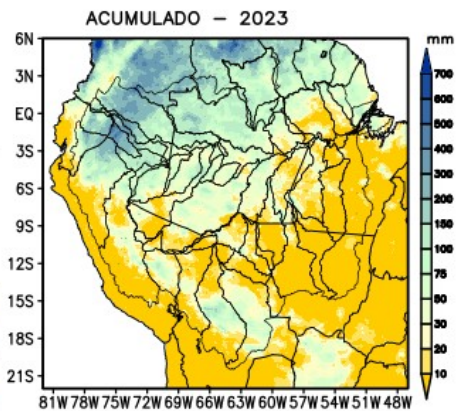 ACUMULADO – 2023
mm
6N
3N
EQ
3S
6S
9S
12S
15S
18S
21S
81W 78W 75W 72W 69W 66W 63W 60W 57W 54W 51W 48W
700
600
500
400
300
200
150
100
75
50
30
20
10